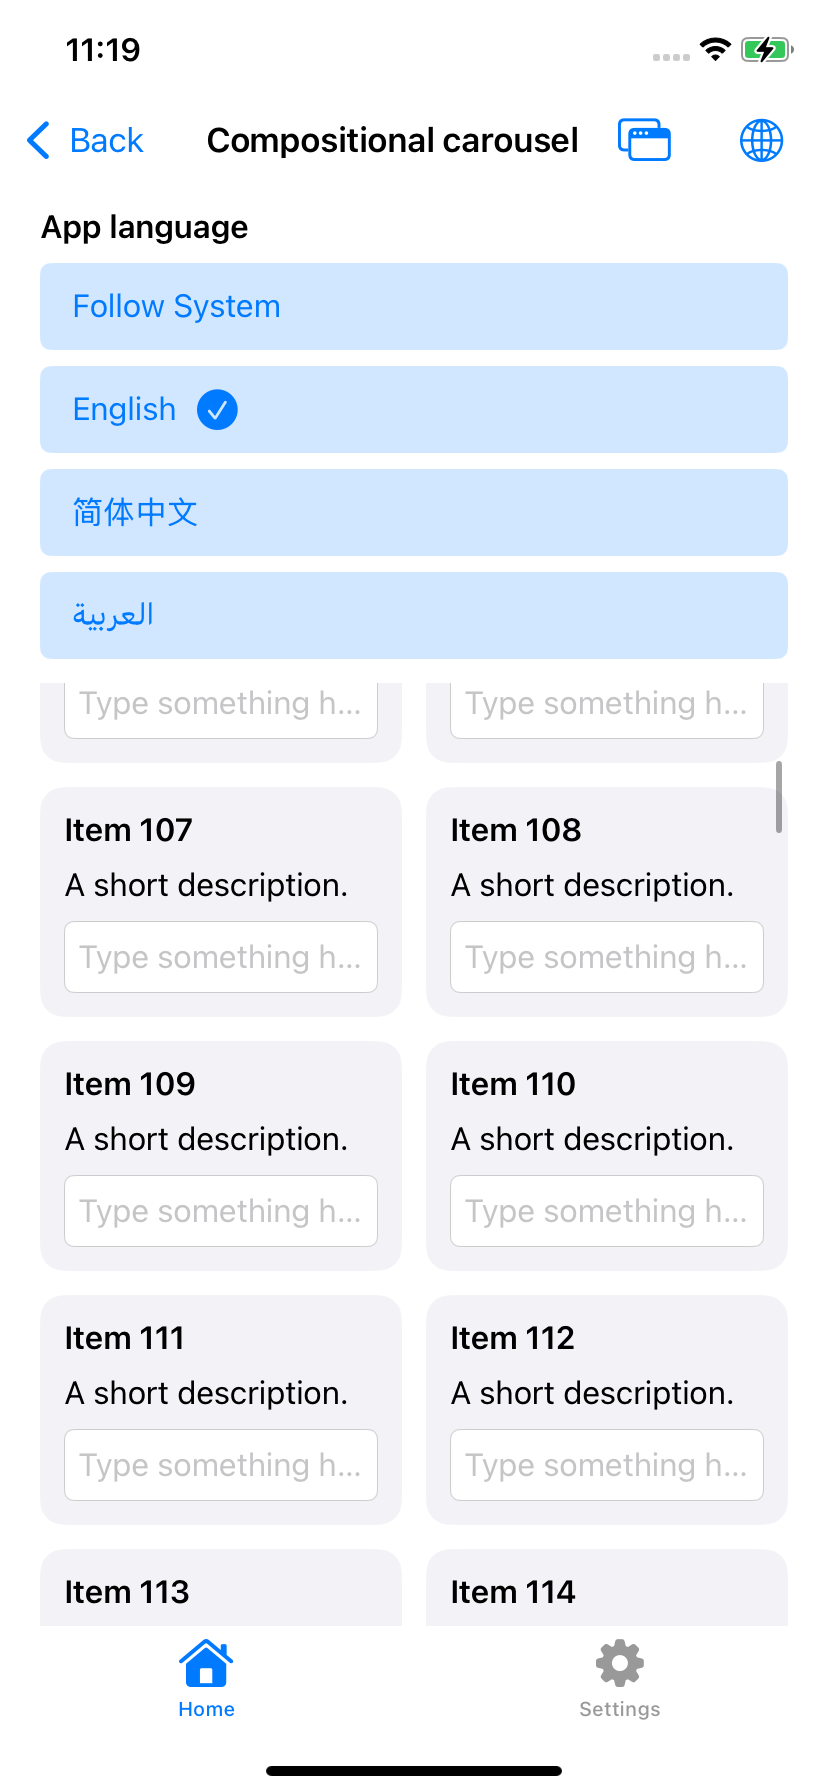 11:19
Back
Compositional carousel
App language
Follow System
English
简体中文
العربية
Type something h...
Type something h...
Item 107
Item 108
A short description.
A short description.
Type something h...
Type something h...
Item 109
Item 110
A short description.
A short description.
Type something h...
Type something h...
Item 111
Item 112
A short description.
A short description.
Type something h...
Type something h...
Item 113
Item 114
Home
Settings